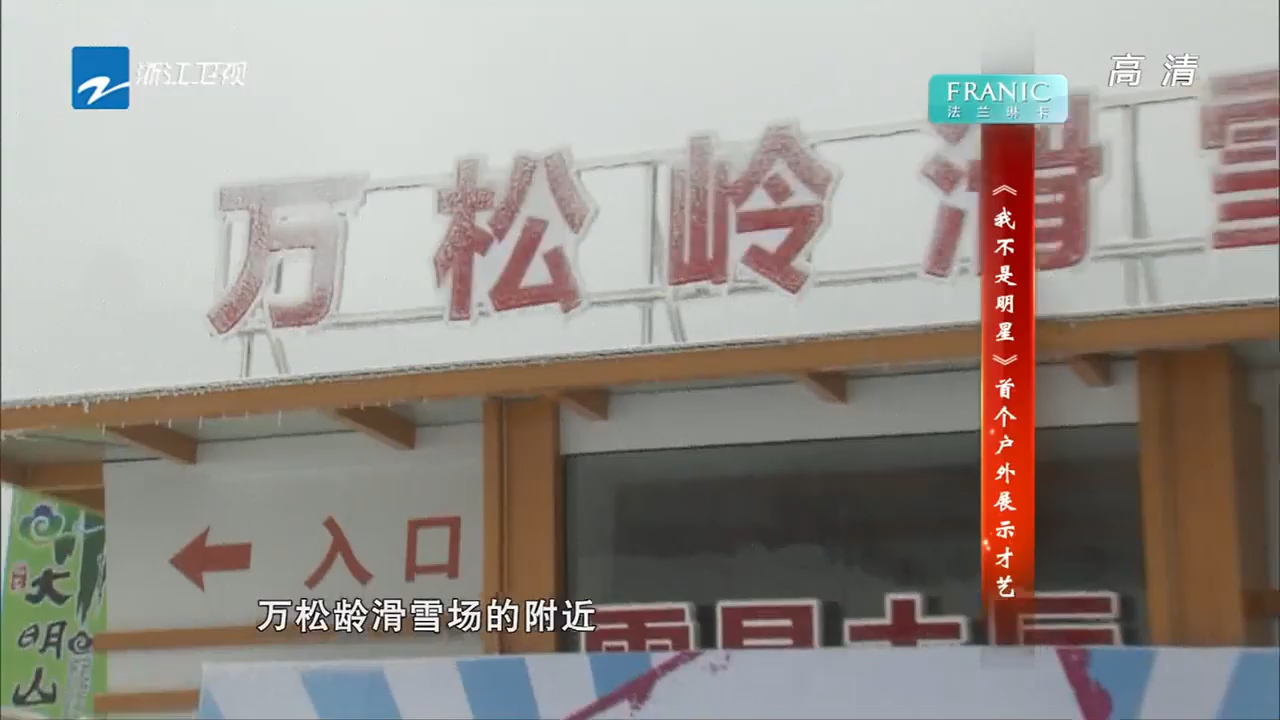 浙江卫视
高清
FRANIC
法兰琳卡
万松岭滑雪
《我不是明星》首个户外展示才艺
入口
大明山
万松龄滑雪场的附近